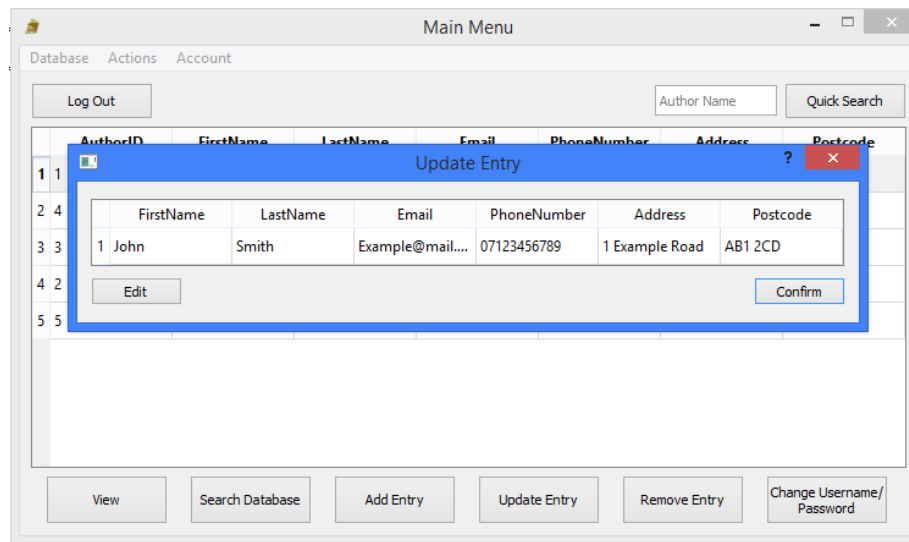 Main Menu
Database Actions Account
Log Out Author Name Quick Search
AuthorID FirstName LastName Email PhoneNumber Address Postcode
Update Entry ?
1 1
2 4
FirstName LastName Email PhoneNumber Address Postcode
3 3
1 John Smith Example@mail.... 07123456789 1 Example Road AB1 2CD
4 2
Edit Confirm
5 5
View Search Database Add Entry Update Entry Remove Entry Change Username/
Password